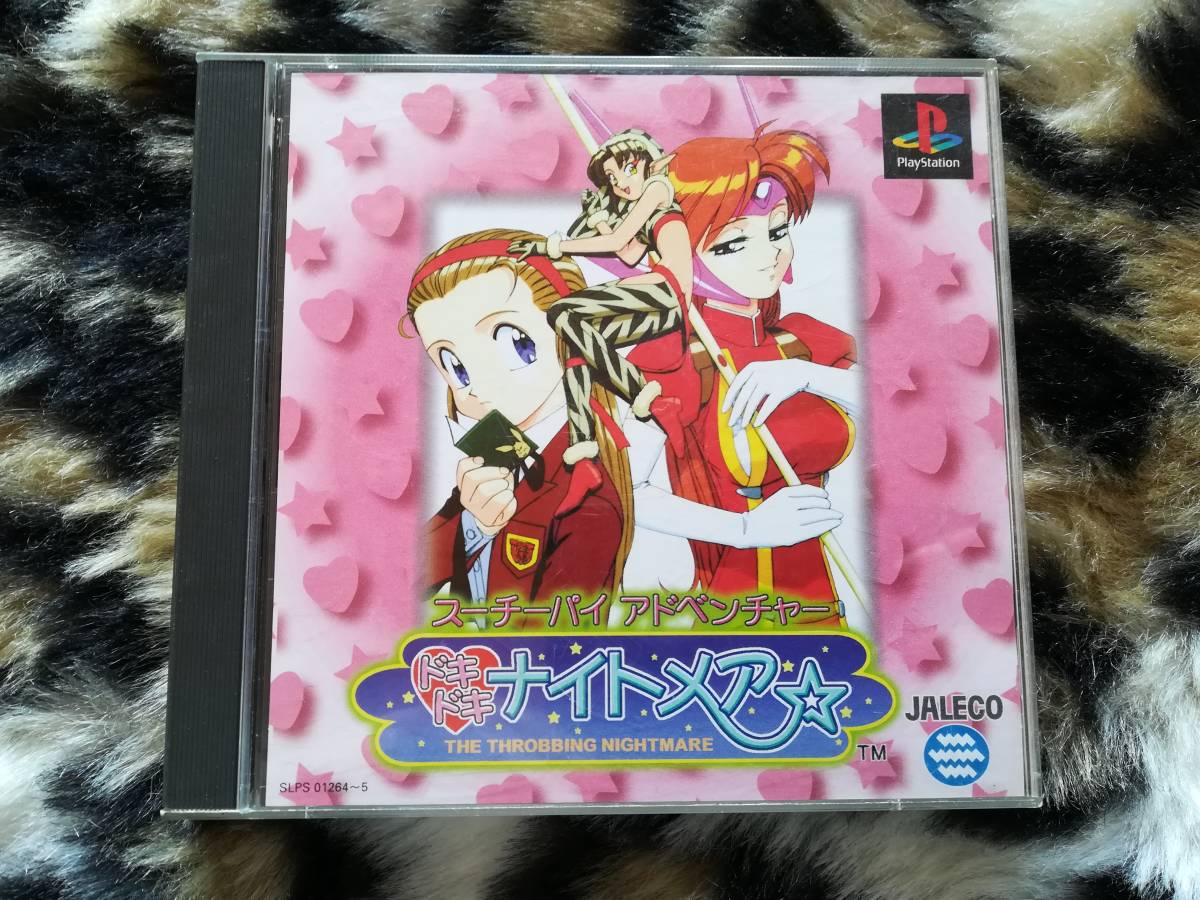 PlayStation
スーチーパイ アドベンチャー
ドキドキ ナイトメア☆
THE THROBBING NIGHTMARE
TM
JALECO
SLPS 01264～5